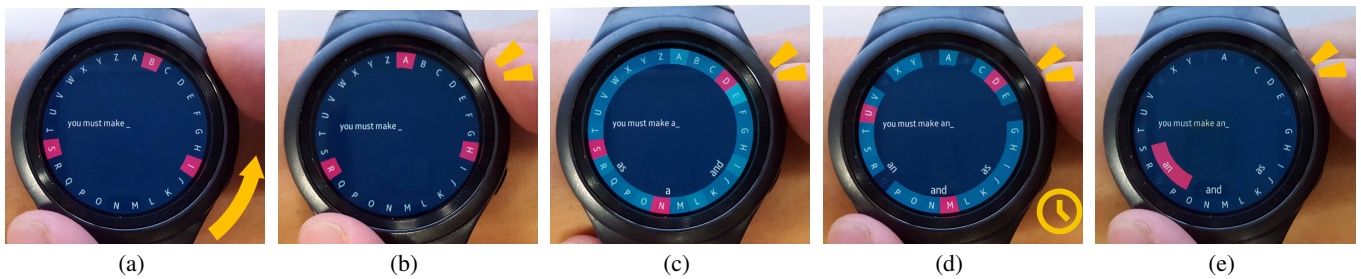 A B C D E F G H I J K L M N O P Q R S T U V W X Y Z
you must make _
(a)
A B C D E F G H I J K L M N O P Q R S T U V W X Y Z
you must make _
(b)
A B C D E F G H I J K L M N O P Q R S T U V W X Y Z
you must make a_
as a and
(c)
A C D E G H I J K L M N O P R S T U V X Y
you must make an_
an and as
(d)
A C D G H I J K L M N O P R S T U V X Y Z
you must make an_
an and as
(e)